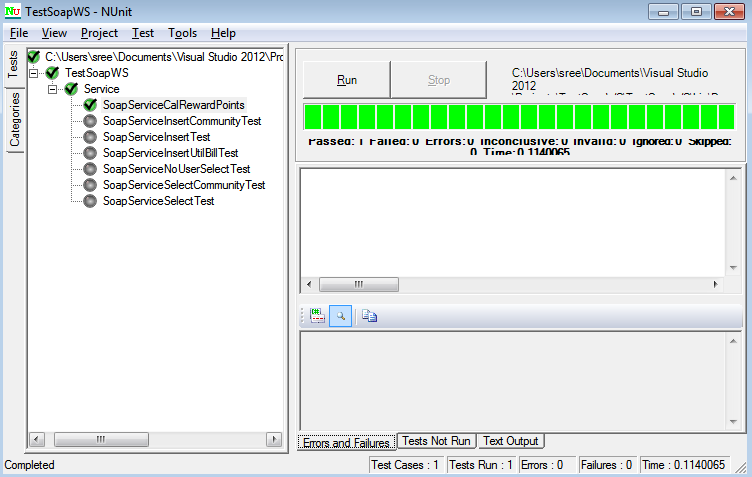 TestSoapWS - NUnit
File View Project Test Tools Help
Tests
Categories
C:\Users\sree\Documents\Visual Studio 2012\Pro
TestSoapWS
Service
SoapServiceCalRewardPoints
SoapServiceInsertCommunityTest
SoapServiceInsertTest
SoapServiceInsertUtilBillTest
SoapServiceNoUserSelectTest
SoapServiceSelectCommunityTest
SoapServiceSelectTest
Run
Stop
C:\Users\sree\Documents\Visual Studio
2012
Passed: 1 Failed: 0 Errors: 0 Inconclusive: 0 Invalid: 0 Ignored: 0 Skipped:
0 Time: 0.1140065
Errors and Failures
Tests Not Run
Text Output
Completed
Test Cases : 1
Tests Run : 1
Errors : 0
Failures : 0
Time : 0.1140065